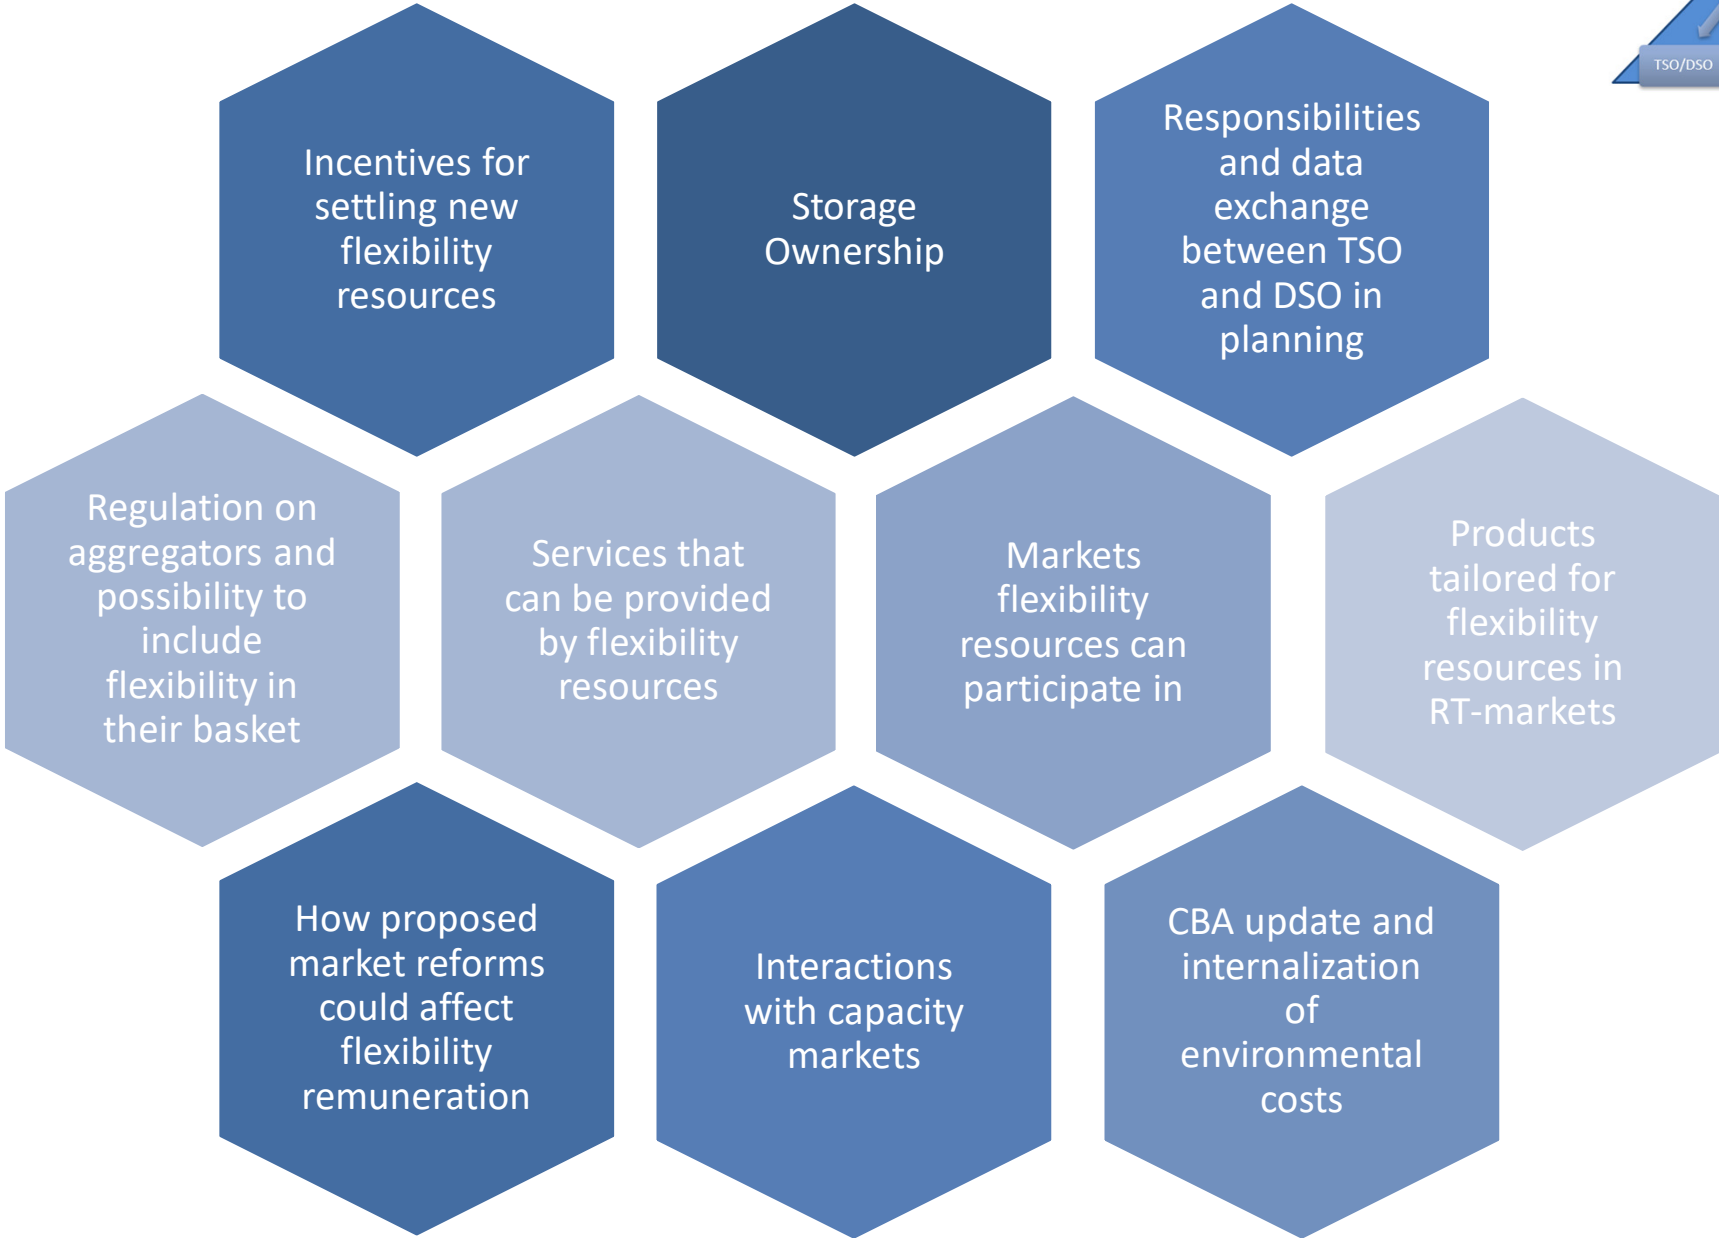 TSO/DSO
Incentives for
settling new
flexibility
resources
Storage
Ownership
Responsibilities
and data
exchange
between TSO
and DSO in
planning
Regulation on
aggregators and
possibility to
include
flexibility in
their basket
Services that
can be provided
by flexibility
resources
Markets
flexibility
resources can
participate in
Products
tailored for
flexibility
resources in
RT-markets
How proposed
market reforms
could affect
flexibility
remuneration
Interactions
with capacity
markets
CBA update and
internalization
of
environmental
costs